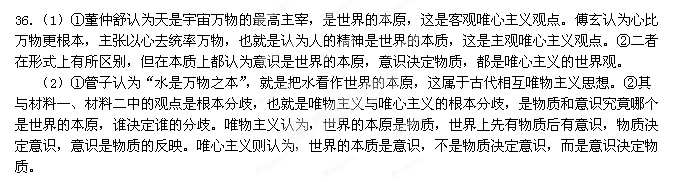 36.（1）①董仲舒认为天是宇宙万物的最高主宰，是世界的本原，这是客观唯心主义观点。傅玄认为心比
万物更根本，主张以心去统率万物，也就是认为人的精神是世界的本质，这是主观唯心主义观点。②二者
在形式上有所区别，但在本质上都认为意识是世界的本原，意识决定物质，都是唯心主义的世界观。
（2）①管子认为“水是万物之本”，就是把水看作世界的本原，这属于古代相互唯物主义思想。②其
与材料一、材料二中的观点是根本分歧，也就是唯物主义与唯心主义的根本分歧，是物质和意识究竟哪个
是世界的本原，谁决定谁的分歧。唯物主义认为，世界的本原是物质，世界上先有物质后有意识，物质决
定意识，意识是物质的反映。唯心主义则认为，世界的本质是意识，不是物质决定意识，而是意识决定物
质。